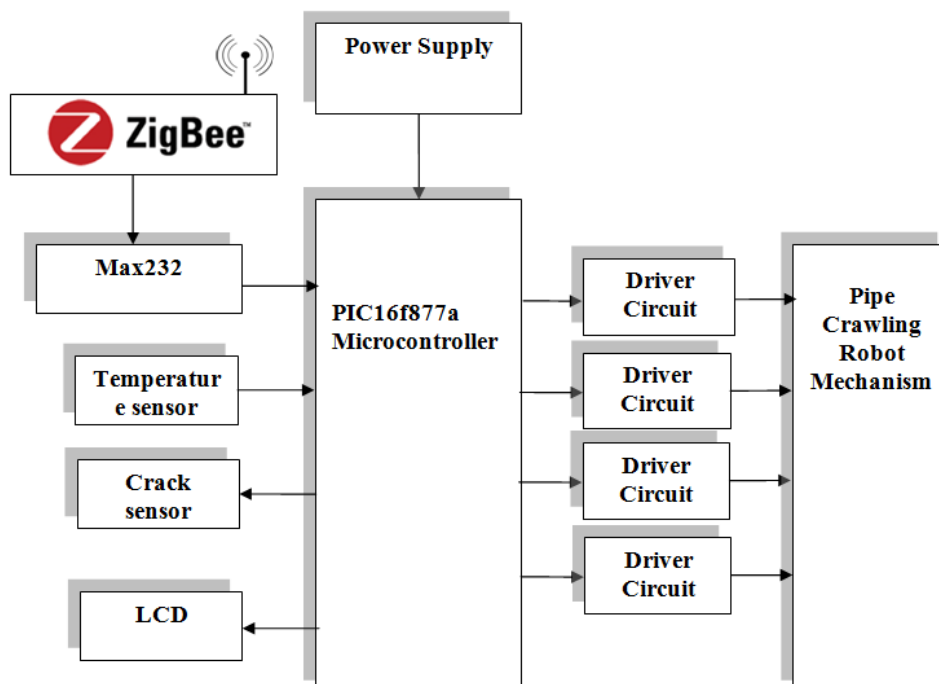 Power Supply
ZigBee™
Max232
PIC16f877a
Microcontroller
Temperatur
e sensor
Crack
sensor
LCD
Driver
Circuit
Driver
Circuit
Driver
Circuit
Driver
Circuit
Pipe
Crawling
Robot
Mechanism